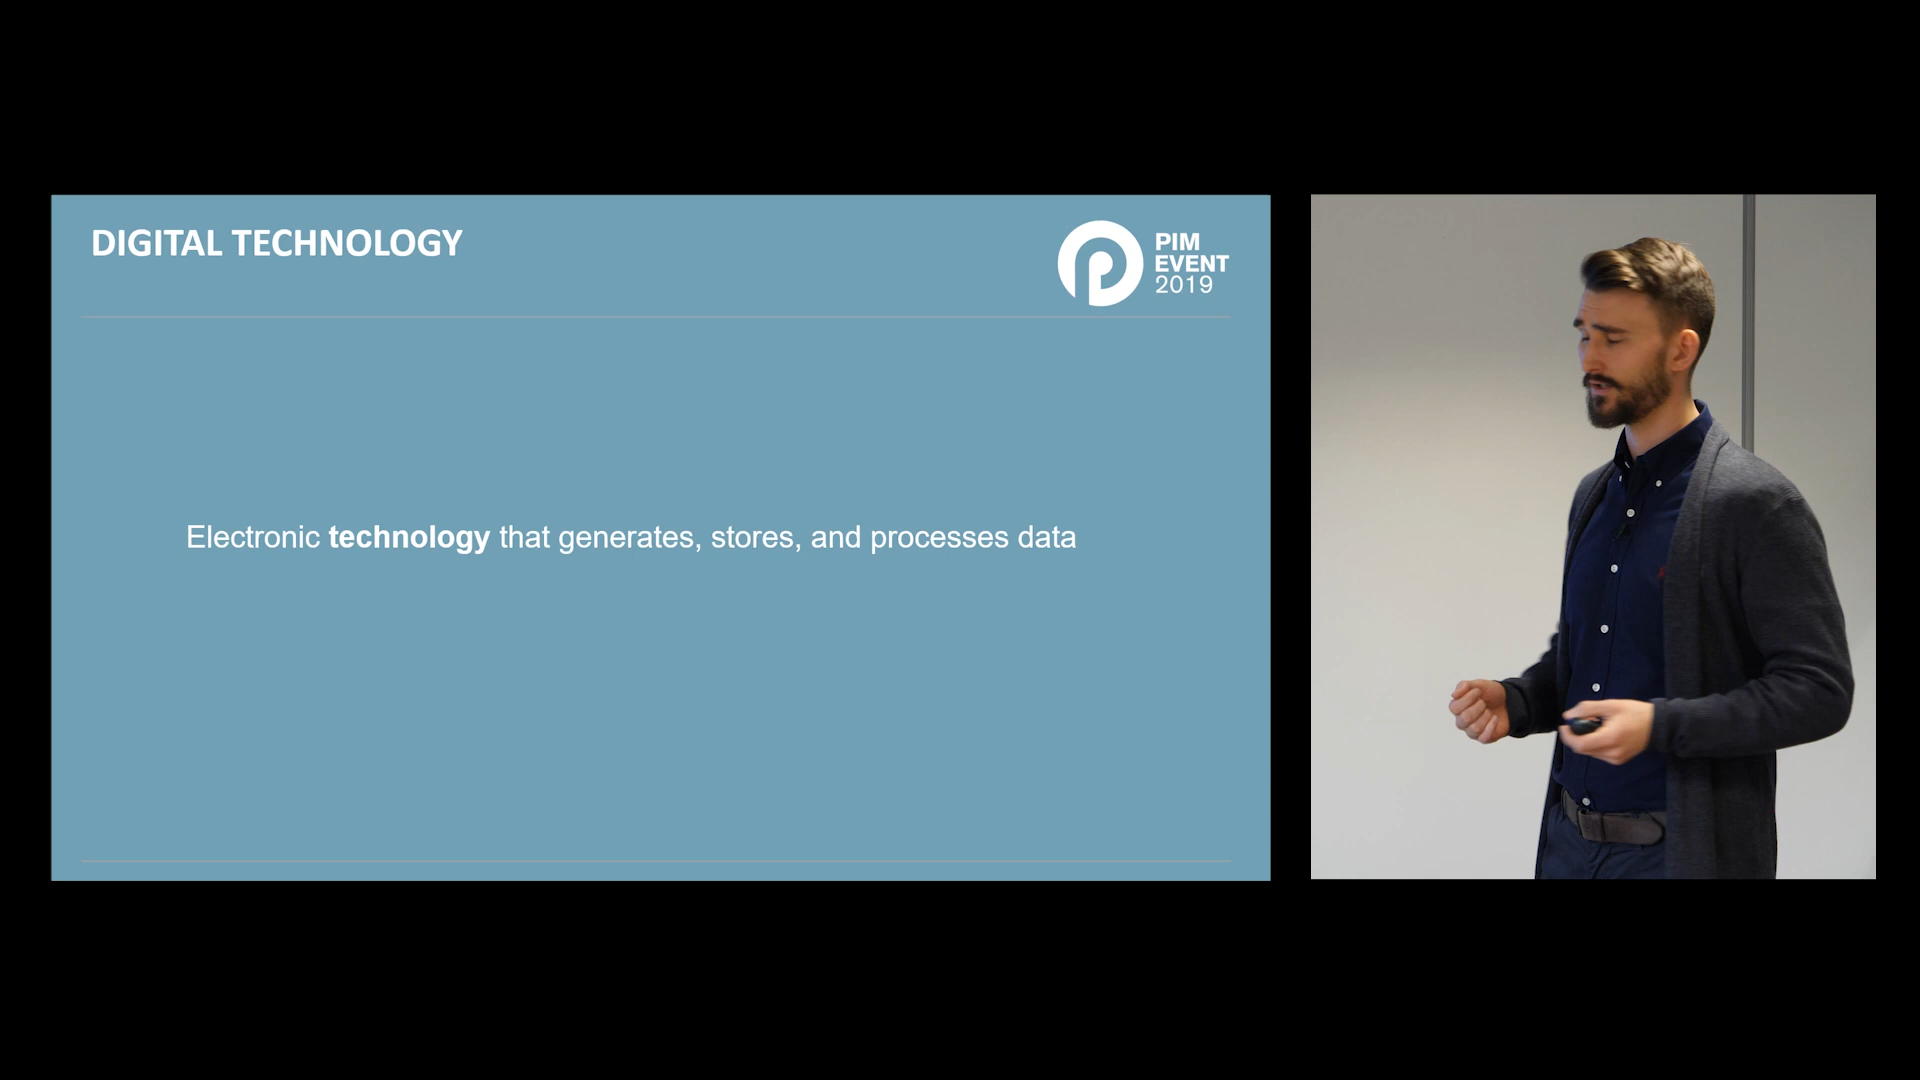 DIGITAL TECHNOLOGY
PIM
EVENT
2019
Electronic technology that generates, stores, and processes data